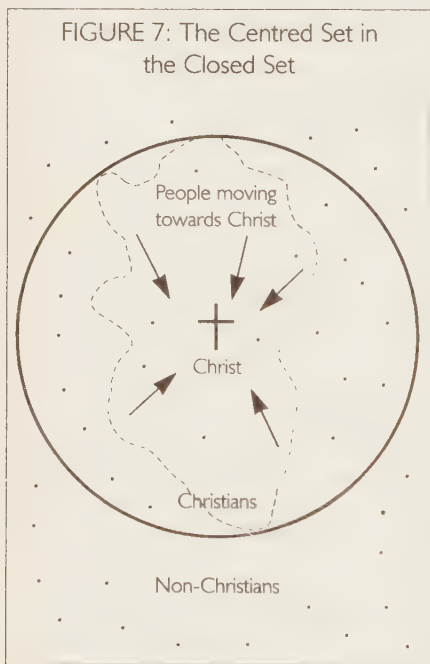 FIGURE 7: The Centred Set in
the Closed Set
People moving
towards Christ
Christ
Christians
Non-Christians